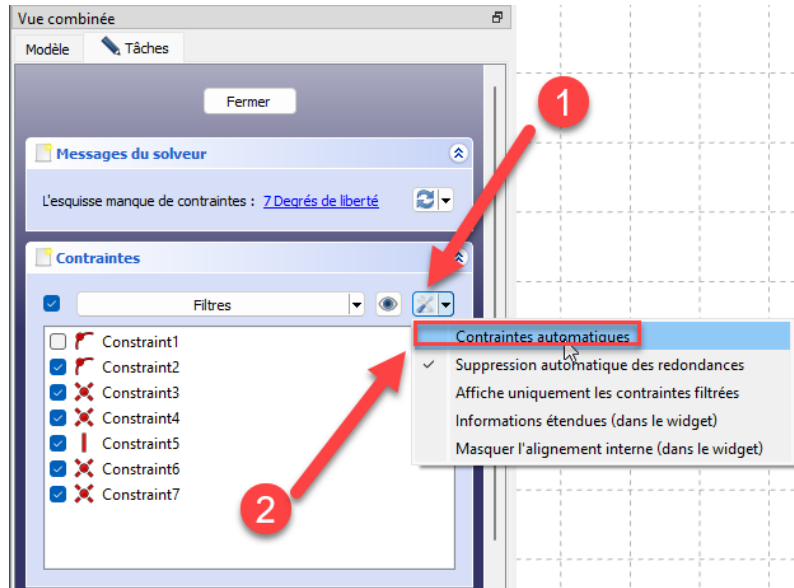 Vue combinée
Modèle Tâches
Fermer
1
Messages du solveur
L'esquisse manque de contraintes : 7 Degrés de liberté
Contraintes
Filtres
Contraintes automatiques
Constraint1
Suppression automatique des redondances
Constraint2
Affiche uniquement les contraintes filtrées
Constraint3
Informations étendues (dans le widget)
Constraint4
Masquer l'alignement interne (dans le widget)
Constraint5
Constraint6
Constraint7
2